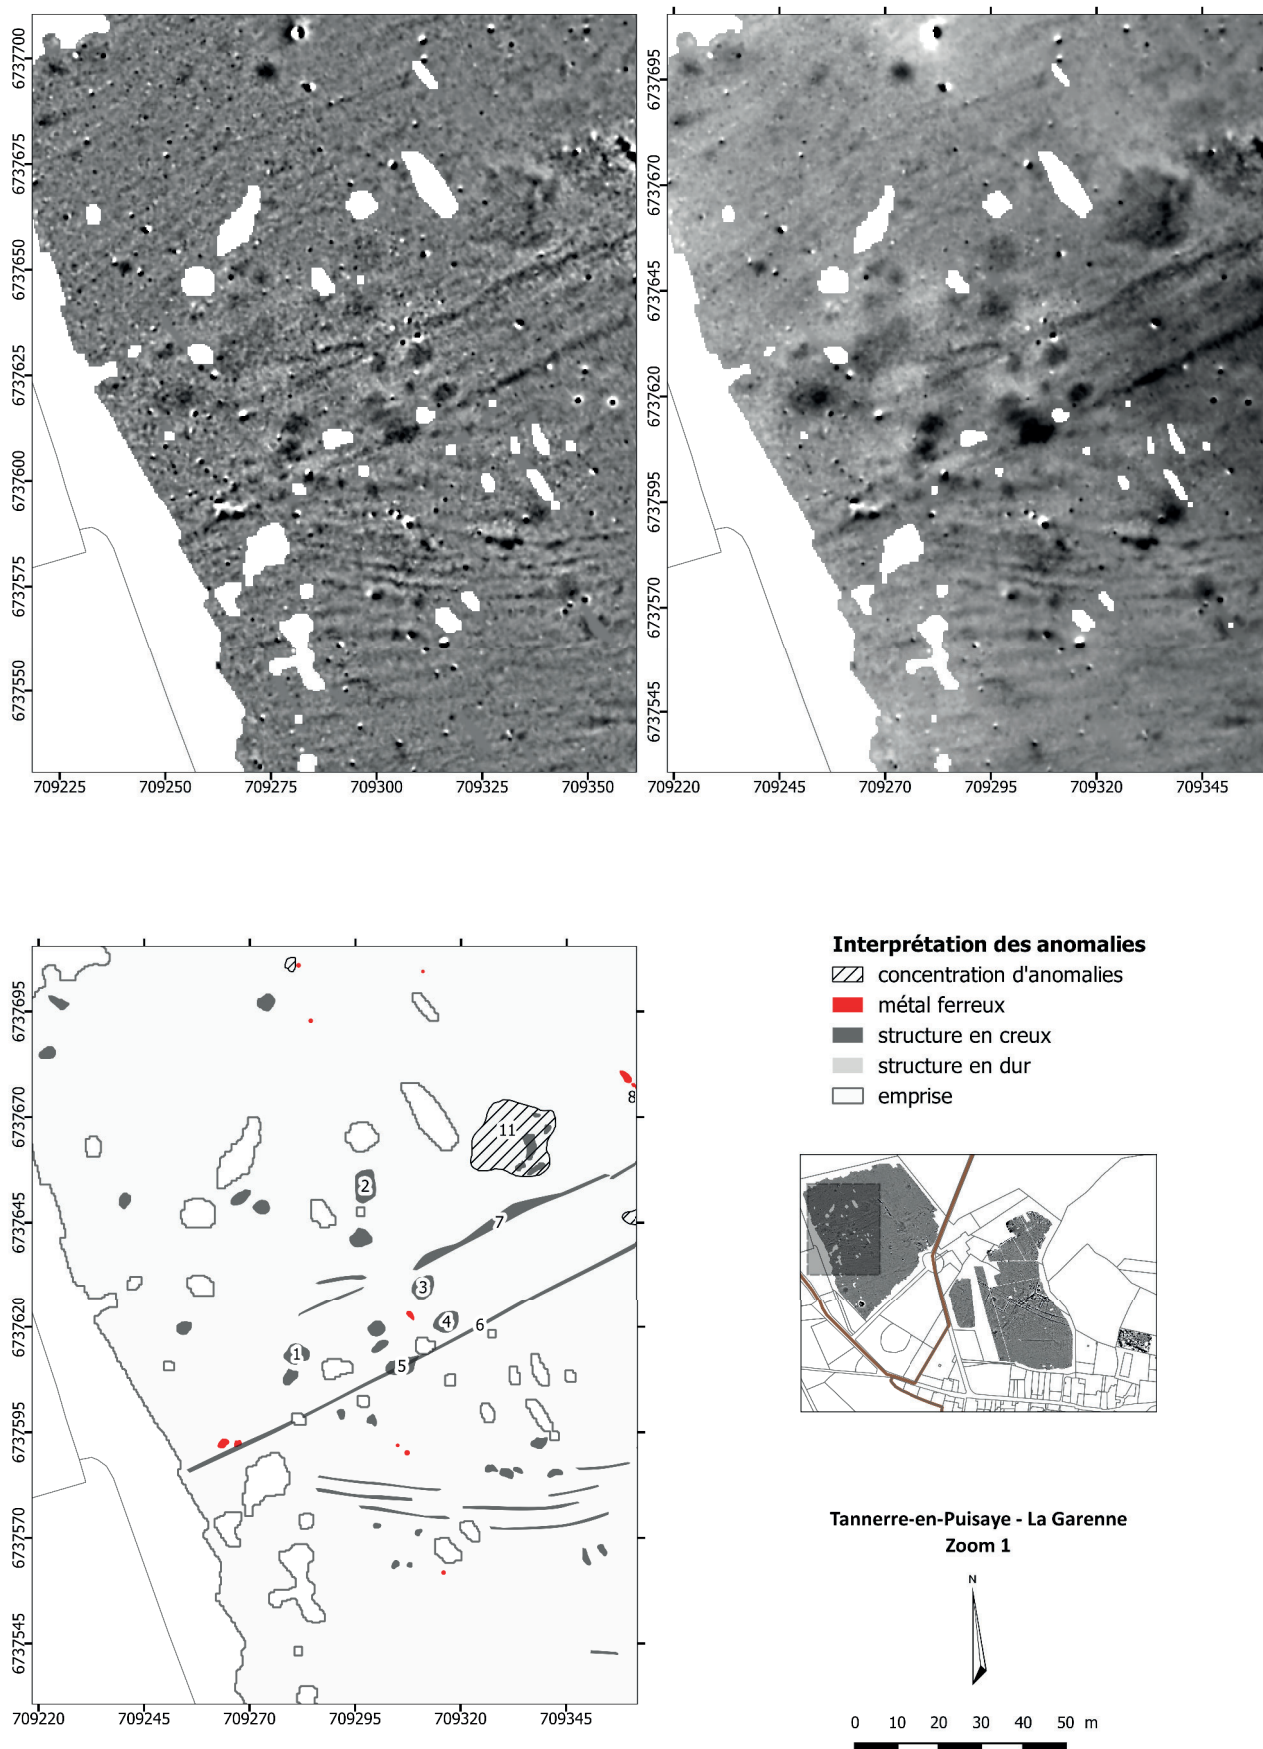 6737700
6737675
6737650
6737625
6737600
6737575
6737550
709225 709250 709275 709300 709325 709350
6737695
6737670
6737645
6737620
6737595
6737570
6737545
709220 709245 709270 709295 709320 709345
6737695
6737670
6737645
6737620
6737595
6737570
6737545
8
11
2
7
3
4
6
1
5
709220 709245 709270 709295 709320 709345
Interprétation des anomalies
concentration d'anomalies
métal ferreux
structure en creux
structure en dur
emprise
Tannerre-en-Puisaye - La Garenne
Zoom 1
N
0 10 20 30 40 50 m